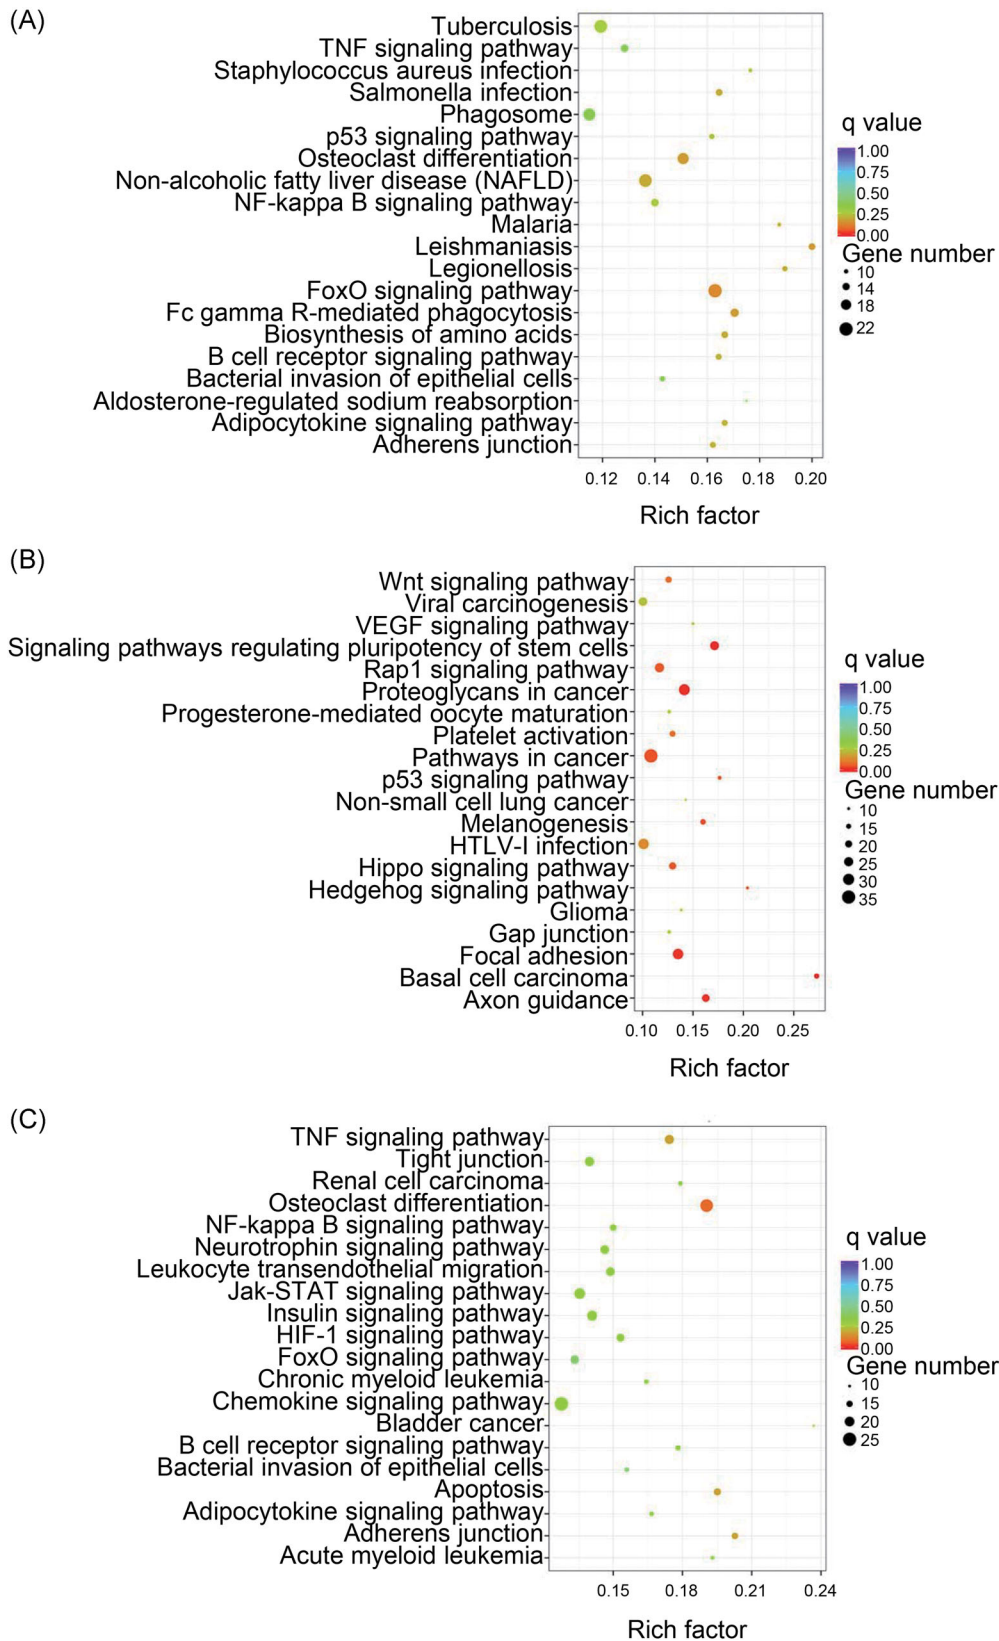 (A)
Tuberculosis
TNF signaling pathway
Staphylococcus aureus infection
Salmonella infection
Phagosome
p53 signaling pathway
Osteoclast differentiation
Non-alcoholic fatty liver disease (NAFLD)
NF-kappa B signaling pathway
Malaria
Leishmaniasis
Legionellosis
FoxO signaling pathway
Fc gamma R-mediated phagocytosis
Biosynthesis of amino acids
B cell receptor signaling pathway
Bacterial invasion of epithelial cells
Aldosterone-regulated sodium reabsorption
Adipocytokine signaling pathway
Adherens junction
0.12 0.14 0.16 0.18 0.20
Rich factor
q value
1.00
0.75
0.50
0.25
0.00
Gene number
10
14
18
22
(B)
Wnt signaling pathway
Viral carcinogenesis
VEGF signaling pathway
Signaling pathways regulating pluripotency of stem cells
Rap1 signaling pathway
Proteoglycans in cancer
Progesterone-mediated oocyte maturation
Platelet activation
Pathways in cancer
p53 signaling pathway
Non-small cell lung cancer
Melanogenesis
HTLV-I infection
Hippo signaling pathway
Hedgehog signaling pathway
Glioma
Gap junction
Focal adhesion
Basal cell carcinoma
Axon guidance
0.10 0.15 0.20 0.25
Rich factor
q value
1.00
0.75
0.50
0.25
0.00
Gene number
10
15
20
25
30
35
(C)
TNF signaling pathway
Tight junction
Renal cell carcinoma
Osteoclast differentiation
NF-kappa B signaling pathway
Neurotrophin signaling pathway
Leukocyte transendothelial migration
Jak-STAT signaling pathway
Insulin signaling pathway
HIF-1 signaling pathway
FoxO signaling pathway
Chronic myeloid leukemia
Chemokine signaling pathway
Bladder cancer
B cell receptor signaling pathway
Bacterial invasion of epithelial cells
Apoptosis
Adipocytokine signaling pathway
Adherens junction
Acute myeloid leukemia
0.15 0.18 0.21 0.24
Rich factor
q value
1.00
0.75
0.50
0.25
0.00
Gene number
10
15
20
25